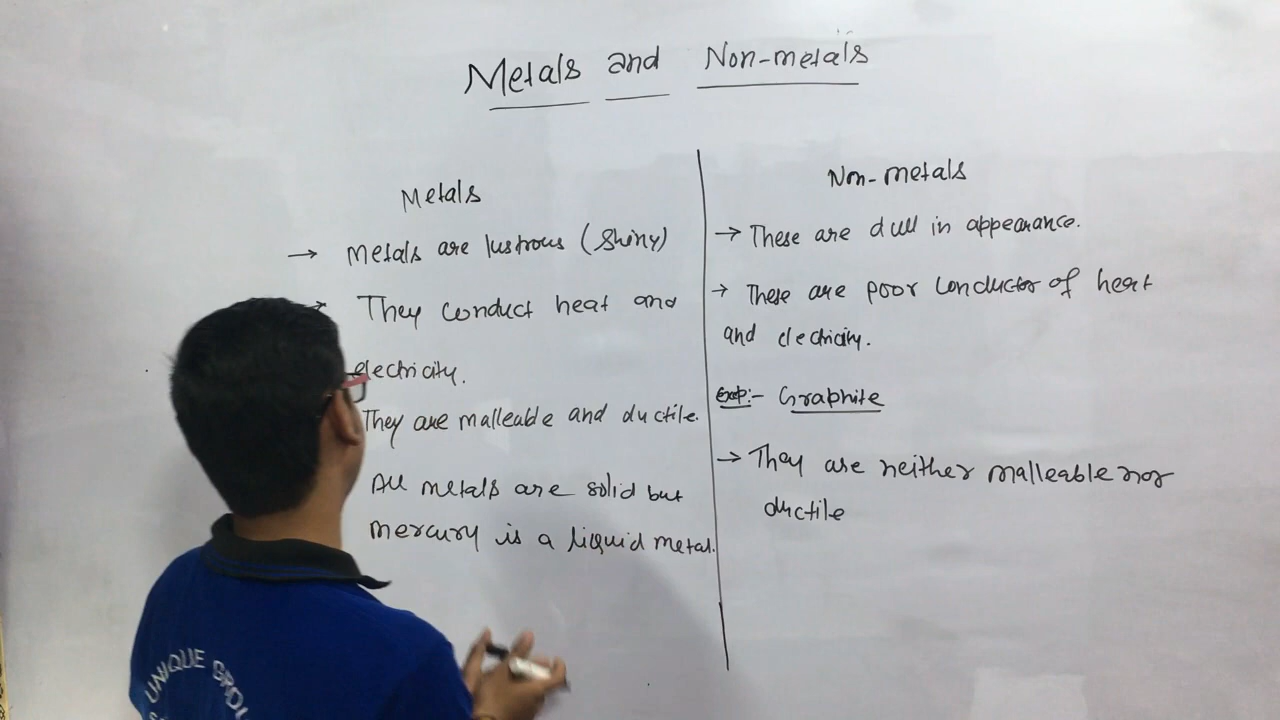 Metals and Non-metals
Metals
→ Metals are lustrous (Shiny)
They conduct heat and
electricity.
They are malleable and ductile.
All metals are solid but
mercury is a liquid metal.
Non-metals
→ These are dull in appearance.
→ These are poor conductor of heat
and electricity.
Exp:- Graphite
→ They are neither malleable nor
ductile
UNIQUE GROU